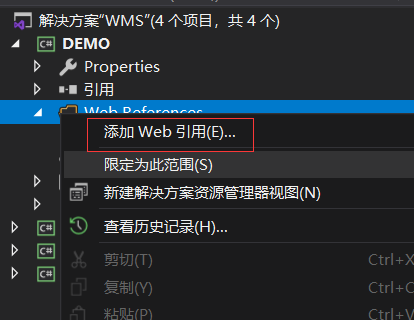 解决方案"WMS"(4 个项目，共 4 个)
DEMO
Properties
引用
Web References
添加 Web 引用(E)...
限定为此范围(S)
新建解决方案资源管理器视图(N)
查看历史记录(H)...
剪切(T) Ctrl+X
复制(Y) Ctrl+
粘贴(P) Ctrl+